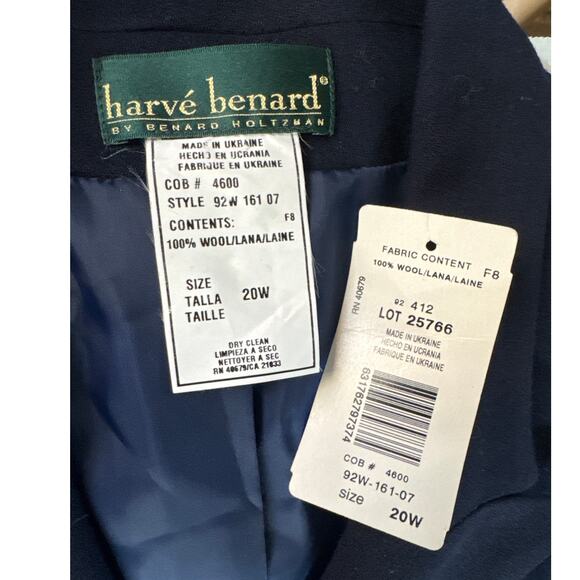 harvé benard®
BY BENARD HOLTZMAN
MADE IN UKRAINE
HECHO EN UCRANIA
FABRIQUE EN UKRAINE
COB # 4600
STYLE 92W 161 07
F8
CONTENTS:
100% WOOL/LANA/LAINE
SIZE
TALLA 20W
TAILLE
DRY CLEAN
LIMPIEZA A SECO
NETTOYER A SEC
RN 40679/CA 21833
FABRIC CONTENT F8
100% WOOL/LANA/LAINE
RN 40679
92 412
LOT 25766
MADE IN UKRAINE
HECHO EN UCRANIA
FABRIQUE EN UKRAINE
631762797374
COB # 4600
92W-161-07
size 20W